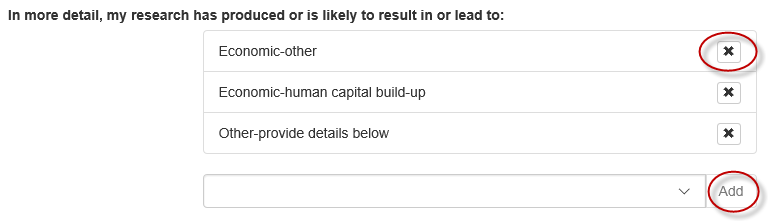 In more detail, my research has produced or is likely to result in or lead to:
Economic-other
Economic-human capital build-up
Other-provide details below
Add